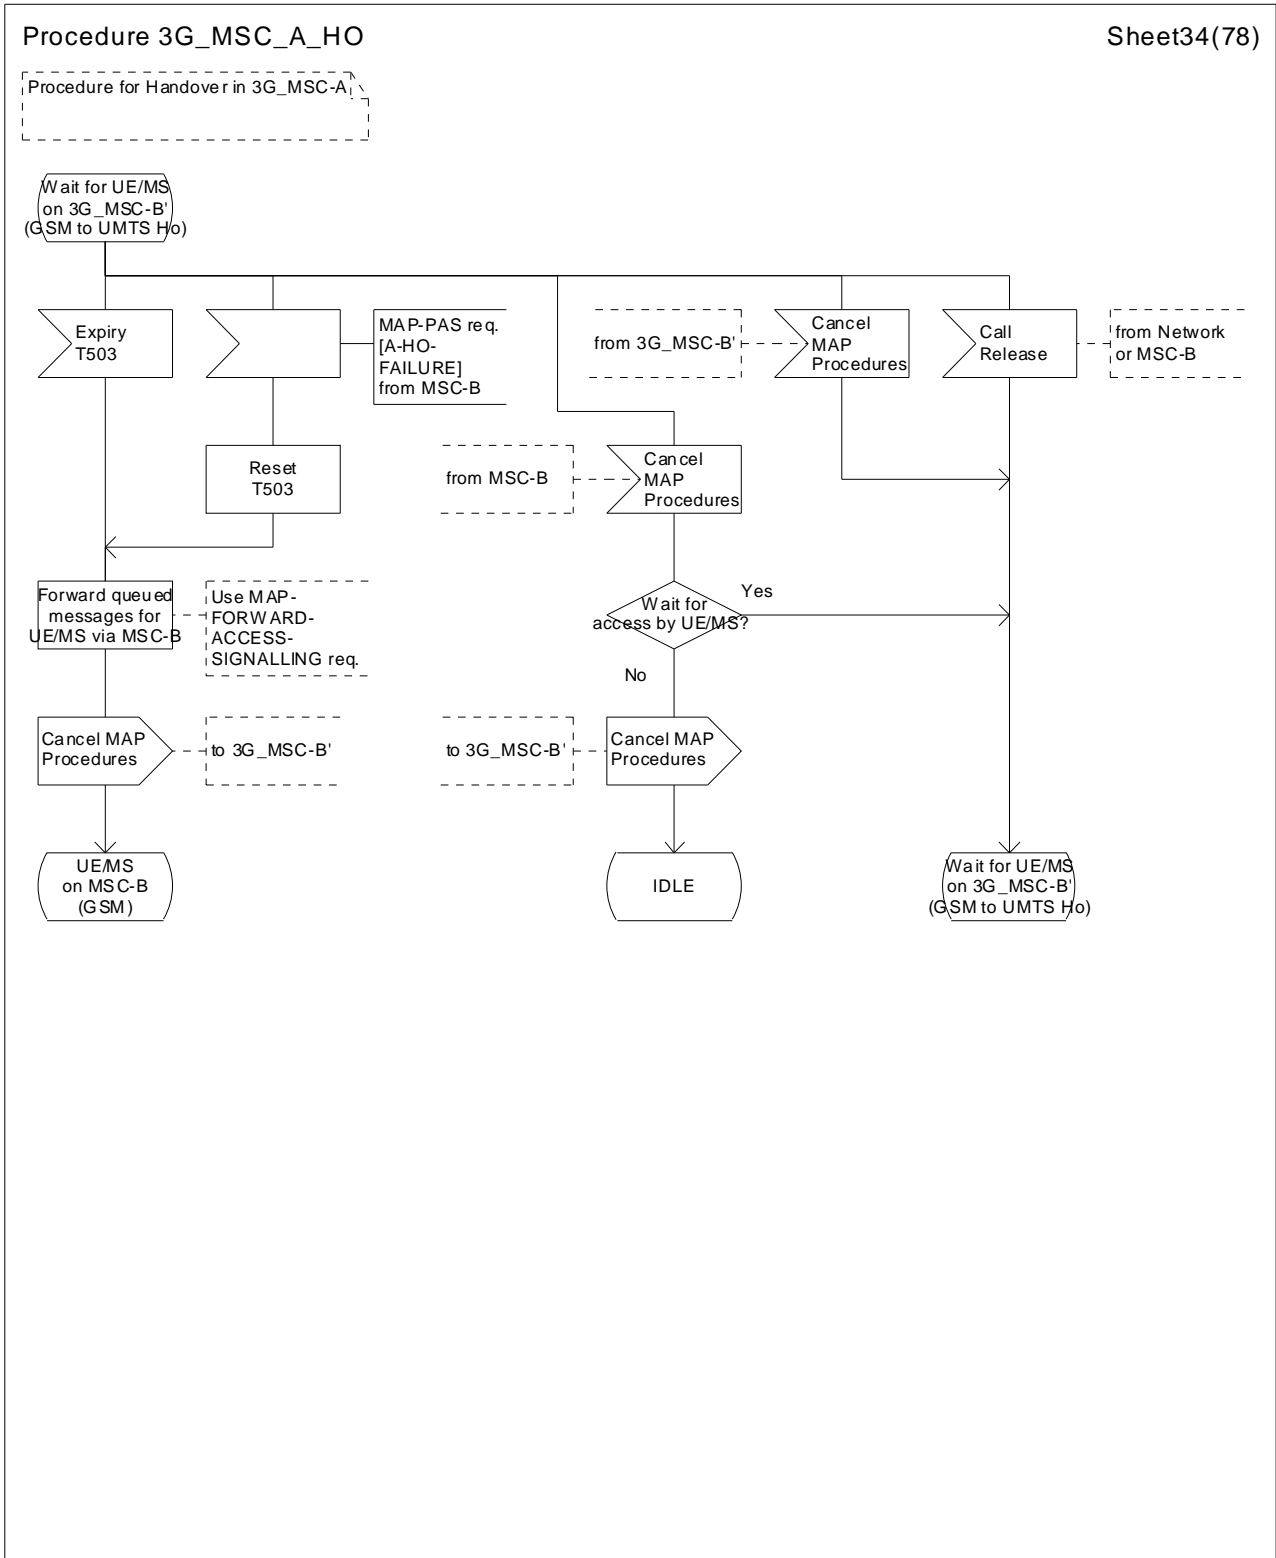 Procedure 3G_MSC_A_HO
Sheet34(78)
Procedure for Handover in 3G_MSC-A
Wait for UE/MS
on 3G_MSC-B'
(GSM to UMTS Ho)
Expiry
T503
MAP-PAS req.
[A-HO-
FAILURE]
from MSC-B
from 3G_MSC-B'
Cancel
MAP
Procedures
Call
Release
from Network
or MSC-B
Reset
T503
from MSC-B
Cancel
MAP
Procedures
Forward queued
messages for
UE/MS via MSC-B
Use MAP-
FORWARD-
ACCESS-
SIGNALLING req.
Wait for
access by UE/MS?
Yes
No
Cancel MAP
Procedures
to 3G_MSC-B'
to 3G_MSC-B'
Cancel MAP
Procedures
UE/MS
on MSC-B
(GSM)
IDLE
Wait for UE/MS
on 3G_MSC-B'
(GSM to UMTS Ho)